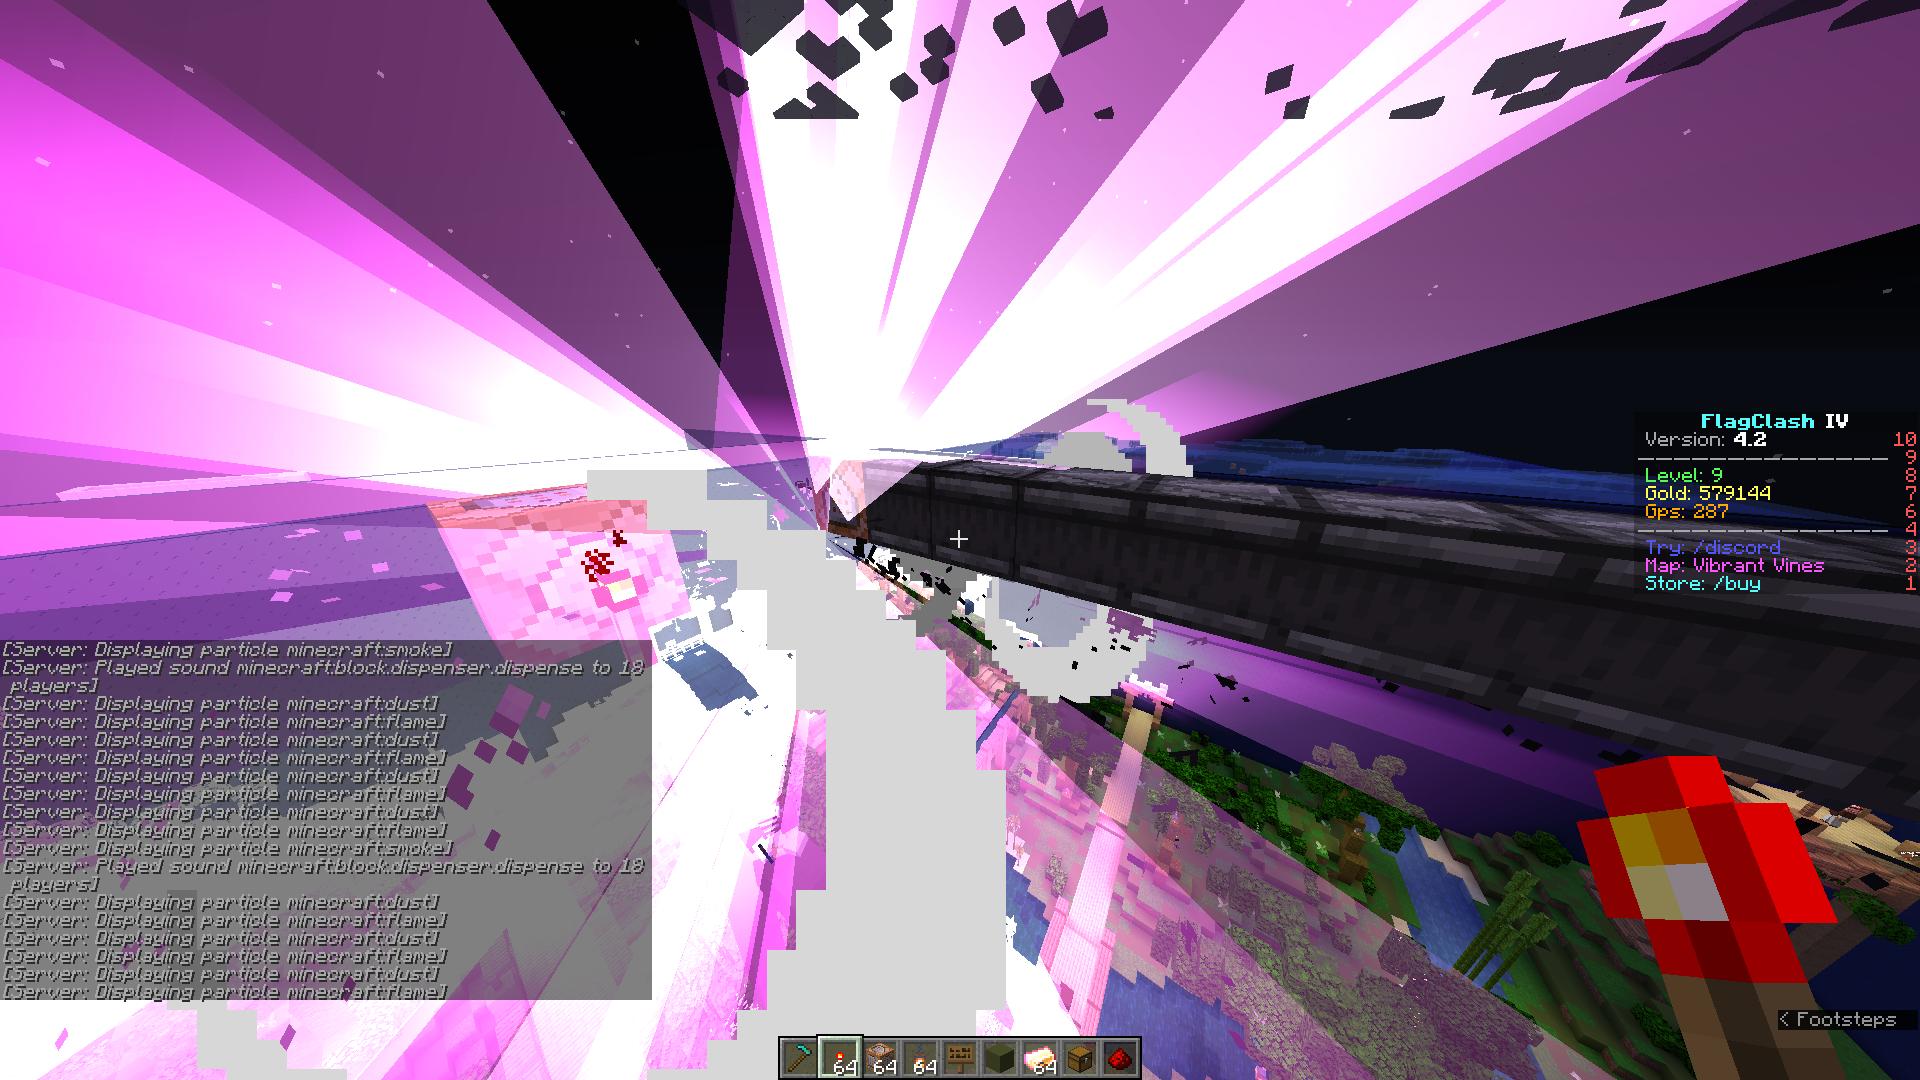 FlagClash IV
Version: 4.2 10
9
Level: 9 8
Gold: 579144 7
Gps: 287 6
4
Try: /discord 3
Map: Vibrant Vines 2
Store: /buy 1
[Server: Displaying particle minecraft:smoke]
[Server: Played sound minecraft:block.dispenser.dispense to 18
players]
[Server: Displaying particle minecraft:dust]
[Server: Displaying particle minecraft:flame]
[Server: Displaying particle minecraft:dust]
[Server: Displaying particle minecraft:flame]
[Server: Displaying particle minecraft:dust]
[Server: Displaying particle minecraft:flame]
[Server: Displaying particle minecraft:dust]
[Server: Displaying particle minecraft:flame]
[Server: Displaying particle minecraft:smoke]
[Server: Played sound minecraft:block.dispenser.dispense to 18
players]
[Server: Displaying particle minecraft:dust]
[Server: Displaying particle minecraft:flame]
[Server: Displaying particle minecraft:dust]
[Server: Displaying particle minecraft:flame]
[Server: Displaying particle minecraft:dust]
[Server: Displaying particle minecraft:flame]
< Footsteps
64 64 64 64